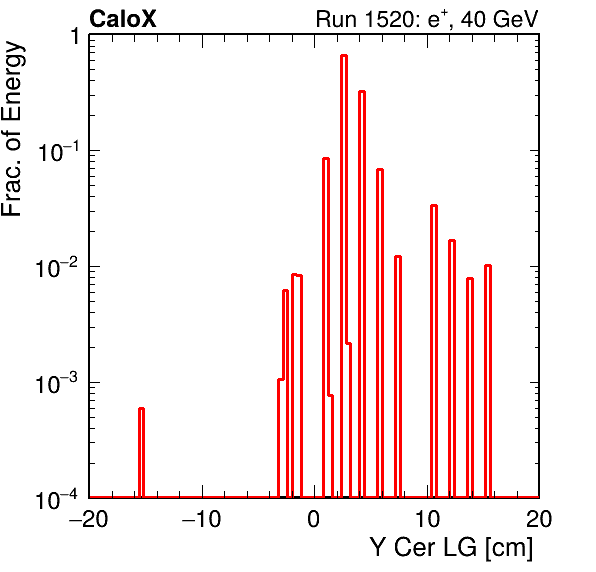 CaloX Run 1520: e⁺, 40 GeV
Frac. of Energy
1
10⁻¹
10⁻²
10⁻³
10⁻⁴
−20 −10 0 10 20
Y Cer LG [cm]